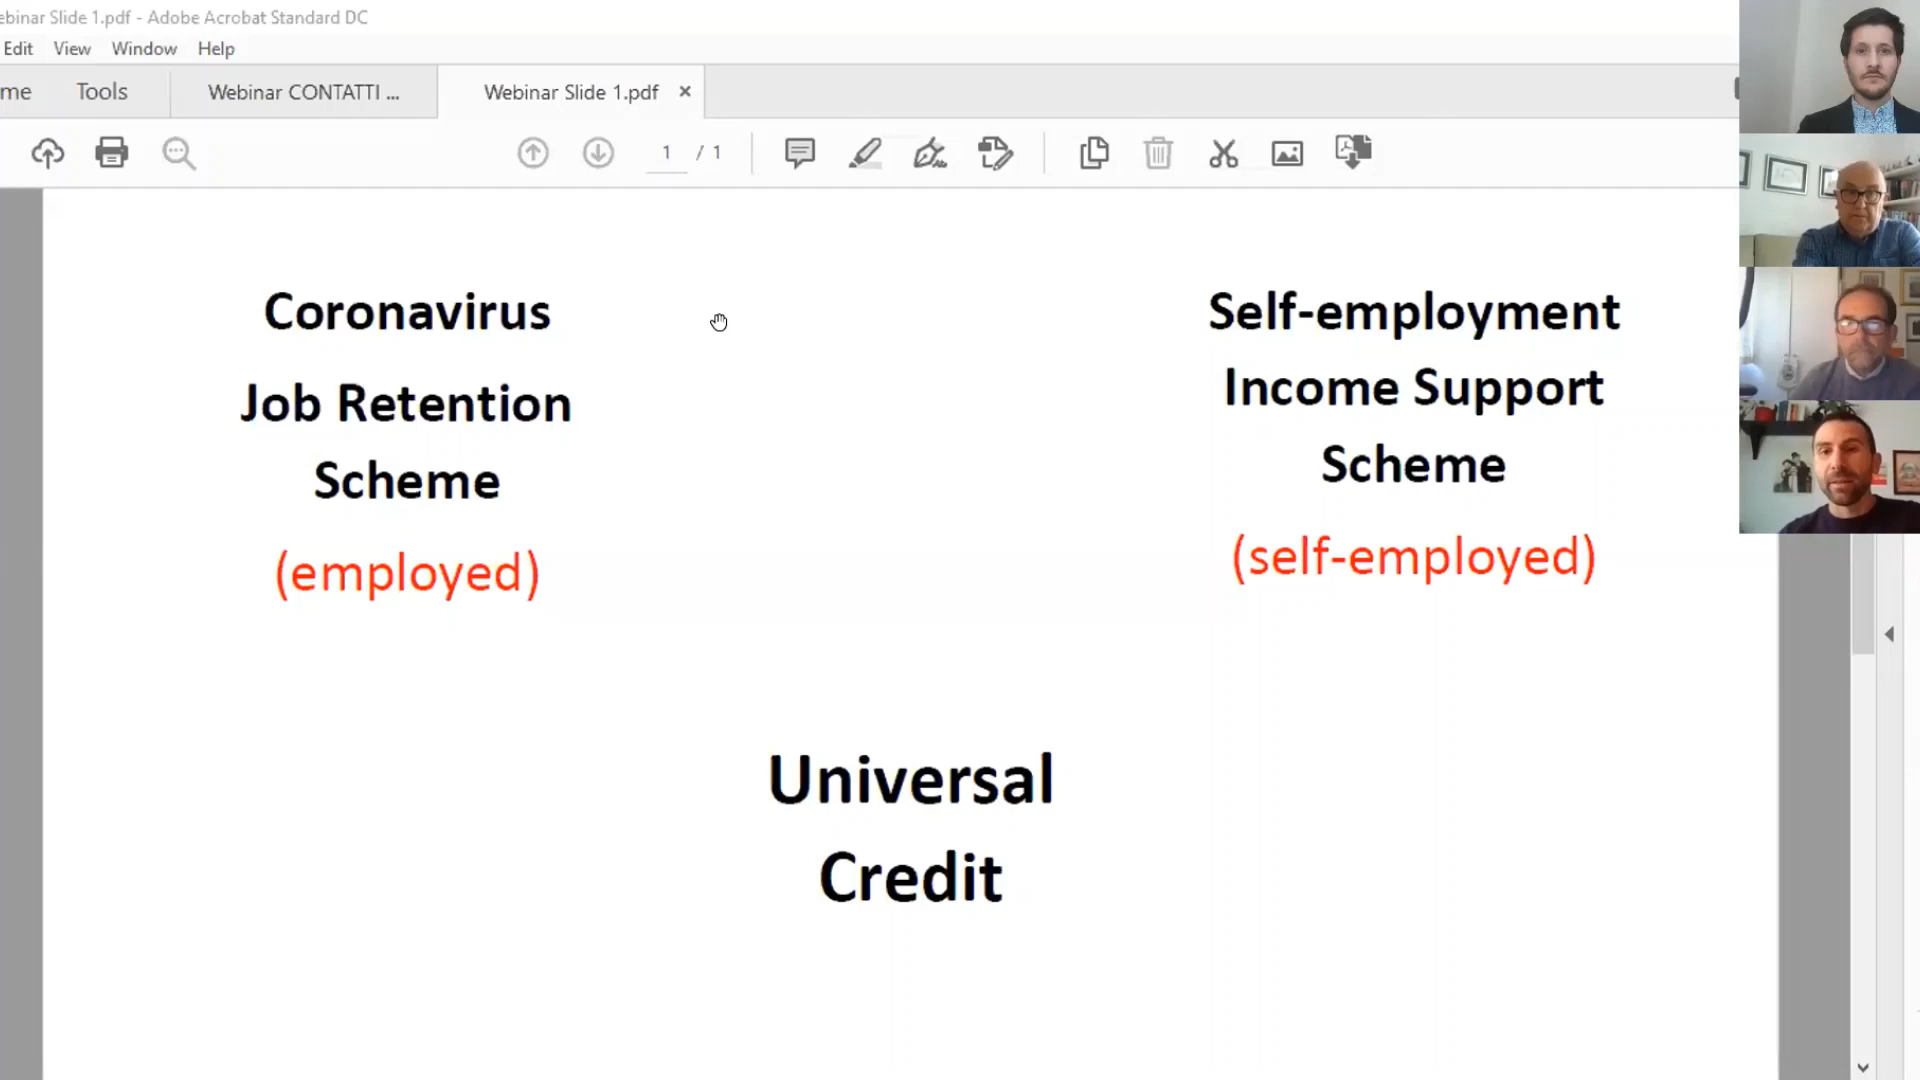 ebinar Slide 1.pdf - Adobe Acrobat Standard DC
Edit View Window Help
me Tools Webinar CONTATTI ... Webinar Slide 1.pdf ×
1 / 1
Coronavirus
Job Retention
Scheme
(employed)
Self-employment
Income Support
Scheme
(self-employed)
Universal
Credit